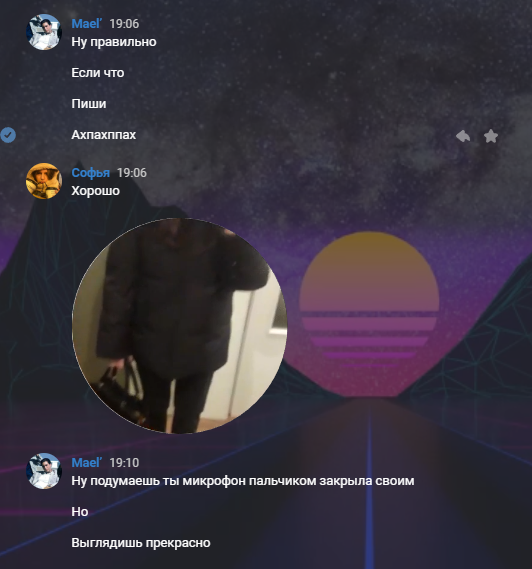 Mael' 19:06
Ну правильно
Если что
Пиши
Ахпахппах
Софья 19:06
Хорошо
Mael' 19:10
Ну подумаешь ты микрофон пальчиком закрыла своим
Но
Выглядишь прекрасно